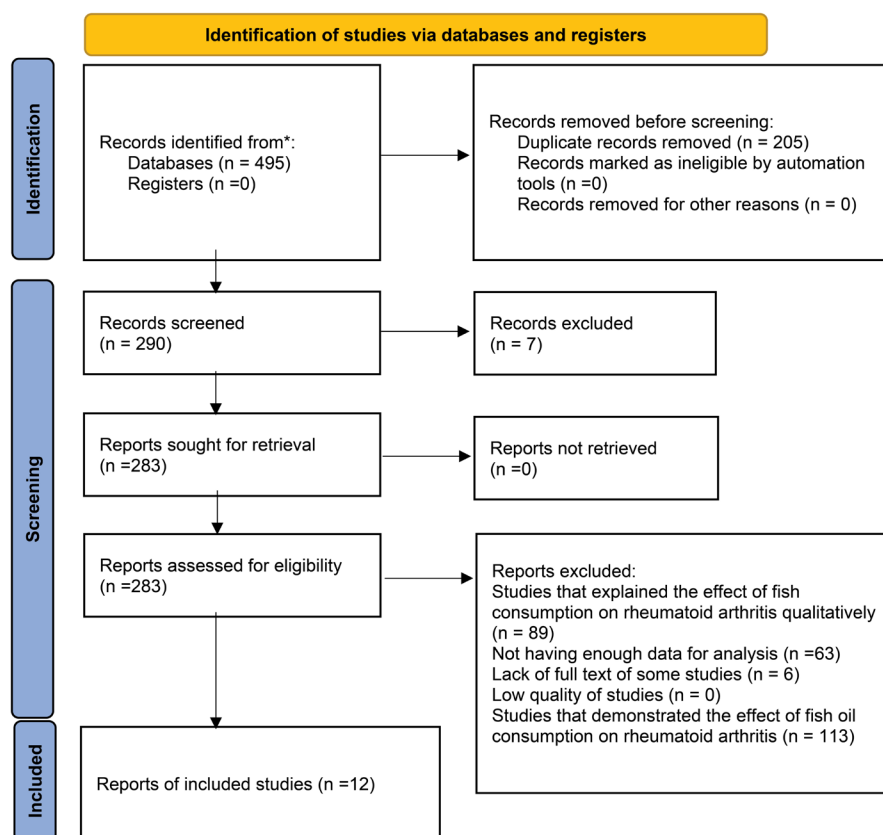 Identification of studies via databases and registers
Identification
Records identified from*:
Databases (n = 495)
Registers (n =0)
Records removed before screening:
Duplicate records removed (n = 205)
Records marked as ineligible by automation
tools (n =0)
Records removed for other reasons (n = 0)
Screening
Records screened
(n = 290)
Records excluded
(n = 7)
Reports sought for retrieval
(n =283)
Reports not retrieved
(n =0)
Reports assessed for eligibility
(n =283)
Reports excluded:
Studies that explained the effect of fish
consumption on rheumatoid arthritis qualitatively
(n = 89)
Not having enough data for analysis (n =63)
Lack of full text of some studies (n = 6)
Low quality of studies (n = 0)
Studies that demonstrated the effect of fish oil
consumption on rheumatoid arthritis (n = 113)
Included
Reports of included studies (n =12)